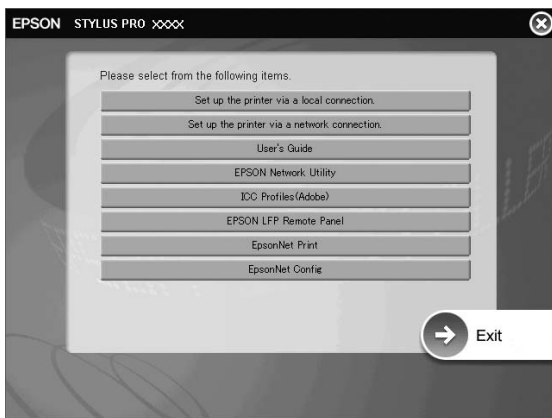 EPSON STYLUS PRO XXXX
Please select from the following items.
Set up the printer via a local connection.
Set up the printer via a network connection.
User's Guide
EPSON Network Utility
ICC Profiles(Adobe)
EPSON LFP Remote Panel
EpsonNet Print
EpsonNet Config
Exit